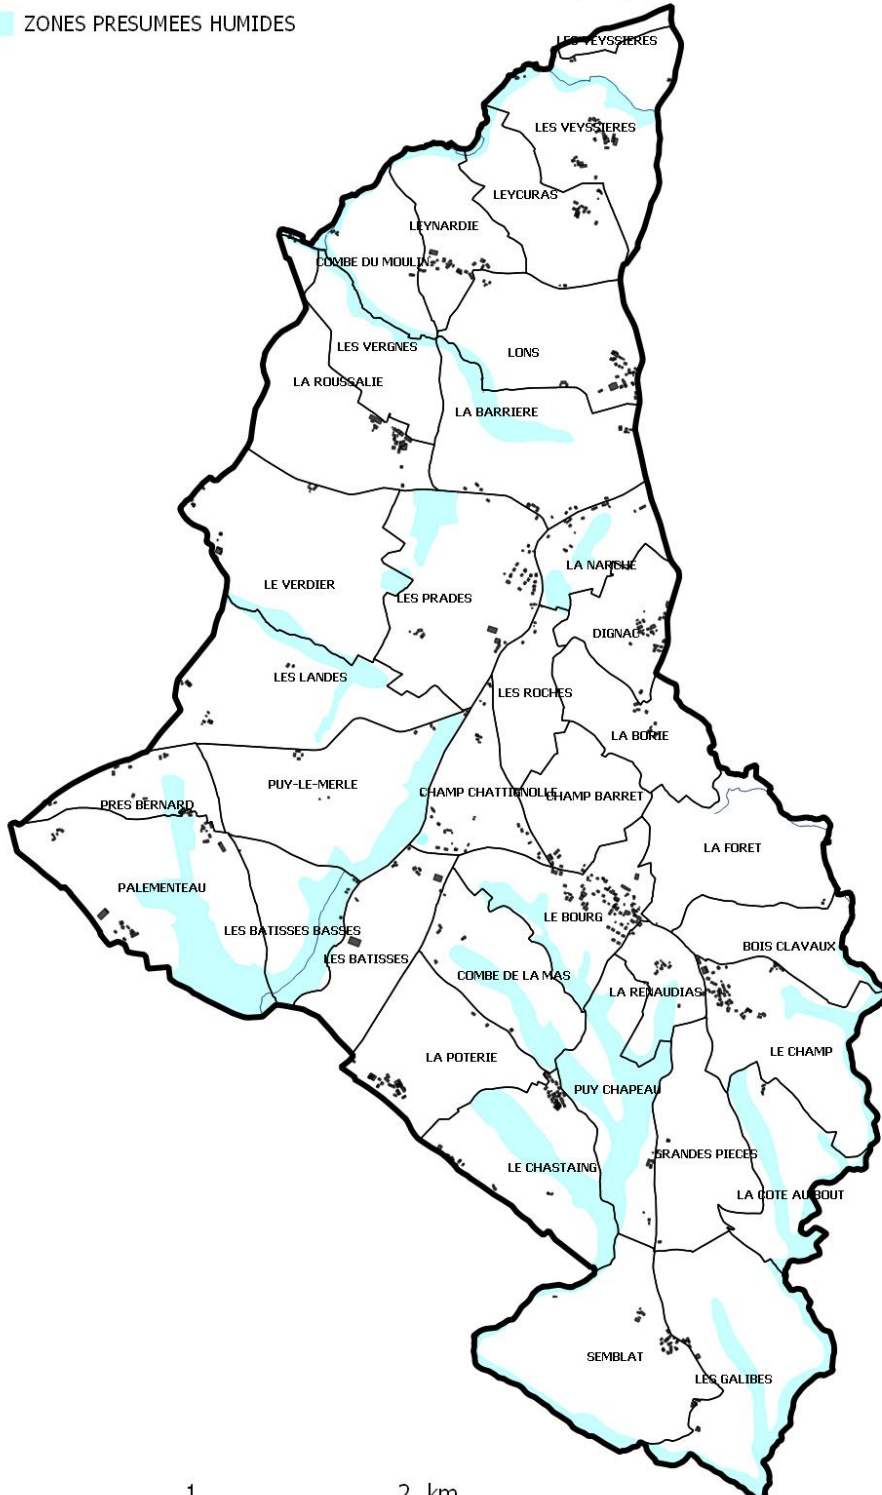 ZONES PRESUMEES HUMIDES
LES VEYSSIERES
LES VEYSSIERES
LEYCURAS
LEYNARDIE
COMBE DU MOULIN
LES VERGNES
LONS
LA ROUSSALIE
LA BARRIERE
LA NARCHE
LE VERDIER
LES PRADES
DIGNAC
LES LANDES
LES ROCHES
LA BORIE
PUY-LE-MERLE
CHAMP CHATTIGNOLLE
CHAMP BARRET
PRES BERNARD
LA FORET
PALEMENTEAU
LE BOURG
LES BATISSES BASSES
BOIS CLAVAUX
LES BATISSES
COMBE DE LA MAS
LA RENAUDIAS
LE CHAMP
LA POTERIE
PUY CHAPEAU
GRANDES PIECES
LE CHASTAING
LA COTE AU BOUT
SEMBLAT
LES GALIBES
1 2 km